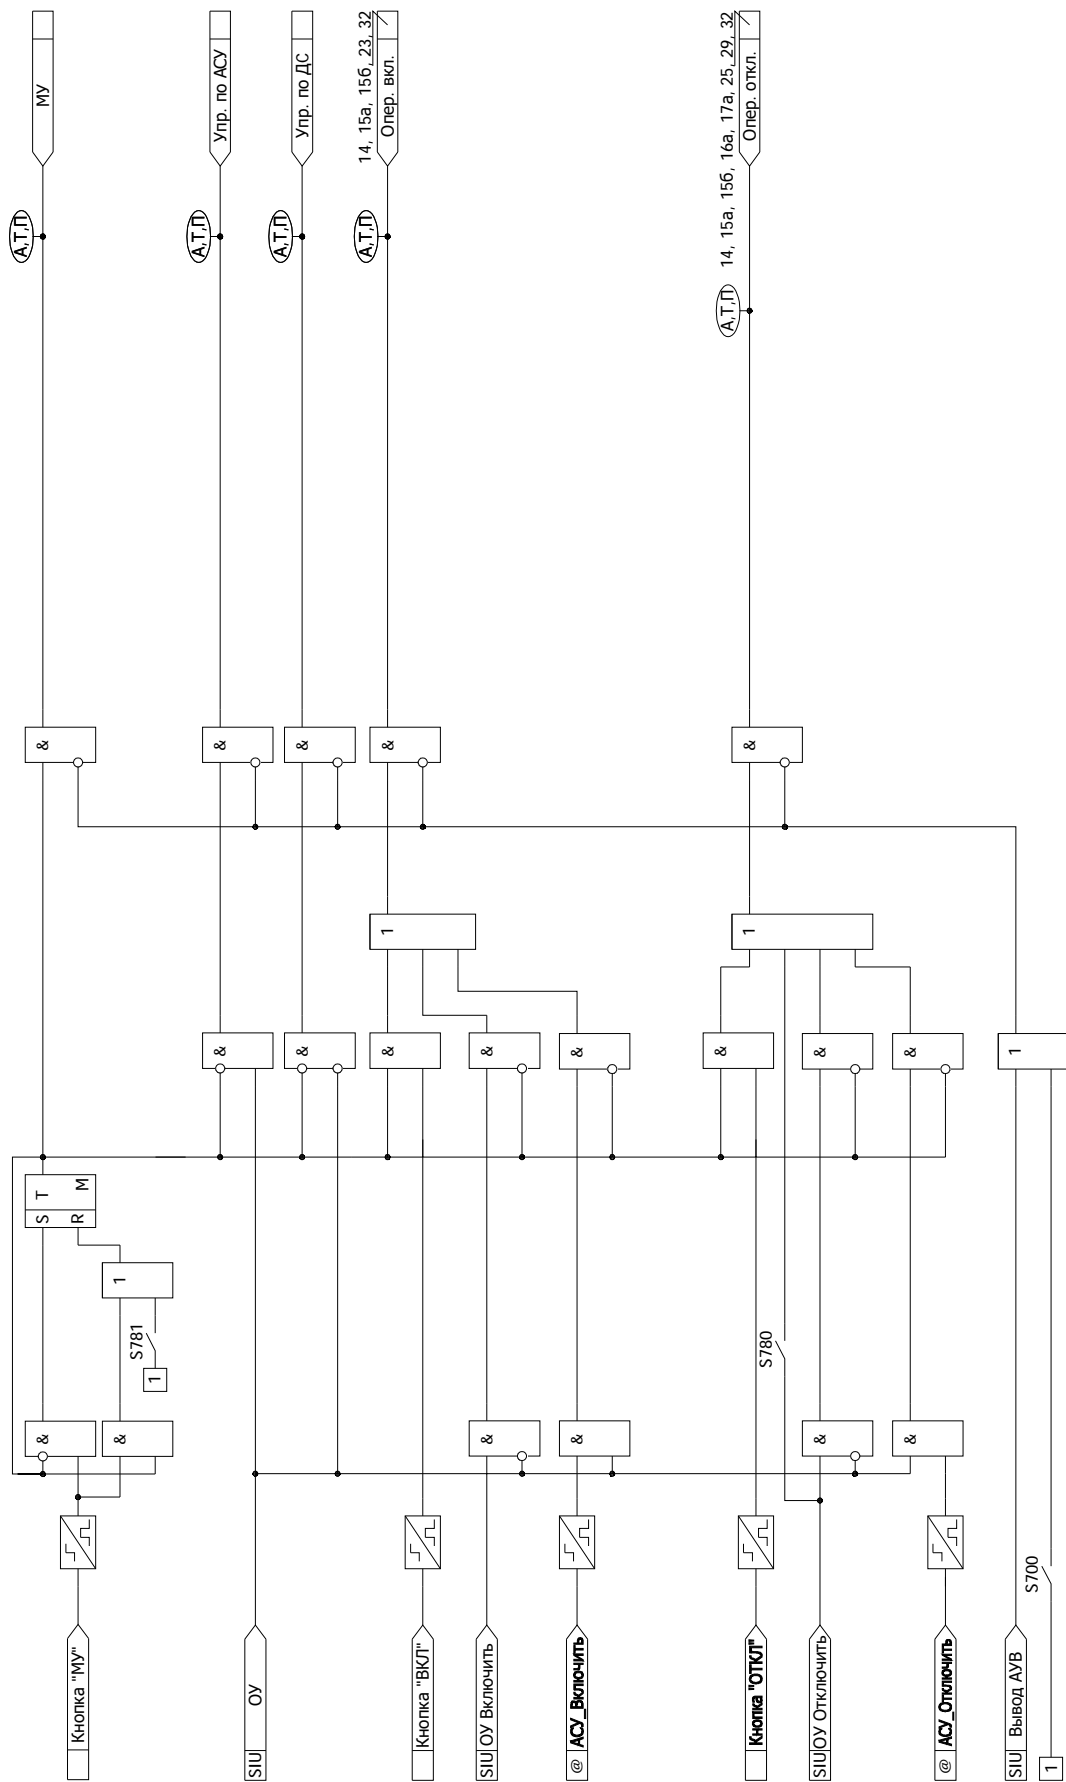 МУ
Упр. по АСУ
Упр. по ДС
14, 15а, 15б, 23, 32
Опер. вкл.
14, 15а, 15б, 16а, 17а, 25, 29, 32
Опер. откл.
А,Т,П
А,Т,П
А,Т,П
А,Т,П
А,Т,П
&
&
&
&
&
1
1
&
&
&
&
&
&
&
&
1
S T
R M
1
S781
1
S780
&
&
&
&
&
&
S700
Кнопка "МУ"
SIU ОУ
Кнопка "ВКЛ"
SIU ОУ Включить
@ АСУ_Включить
Кнопка "ОТКЛ"
SIU ОУ Отключить
@ АСУ_Отключить
SIU Вывод АУВ
1